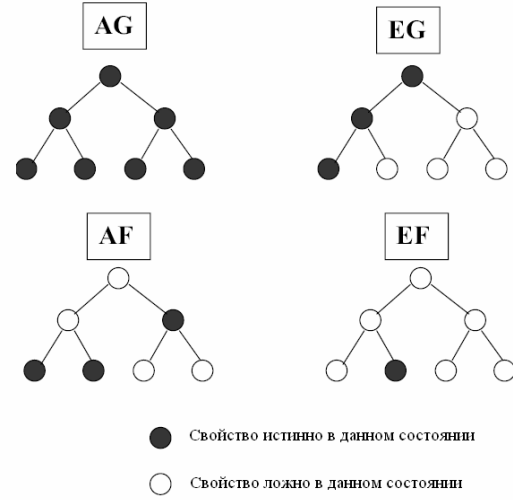 AG
EG
AF
EF
Свойство истинно в данном состоянии
Свойство ложно в данном состоянии